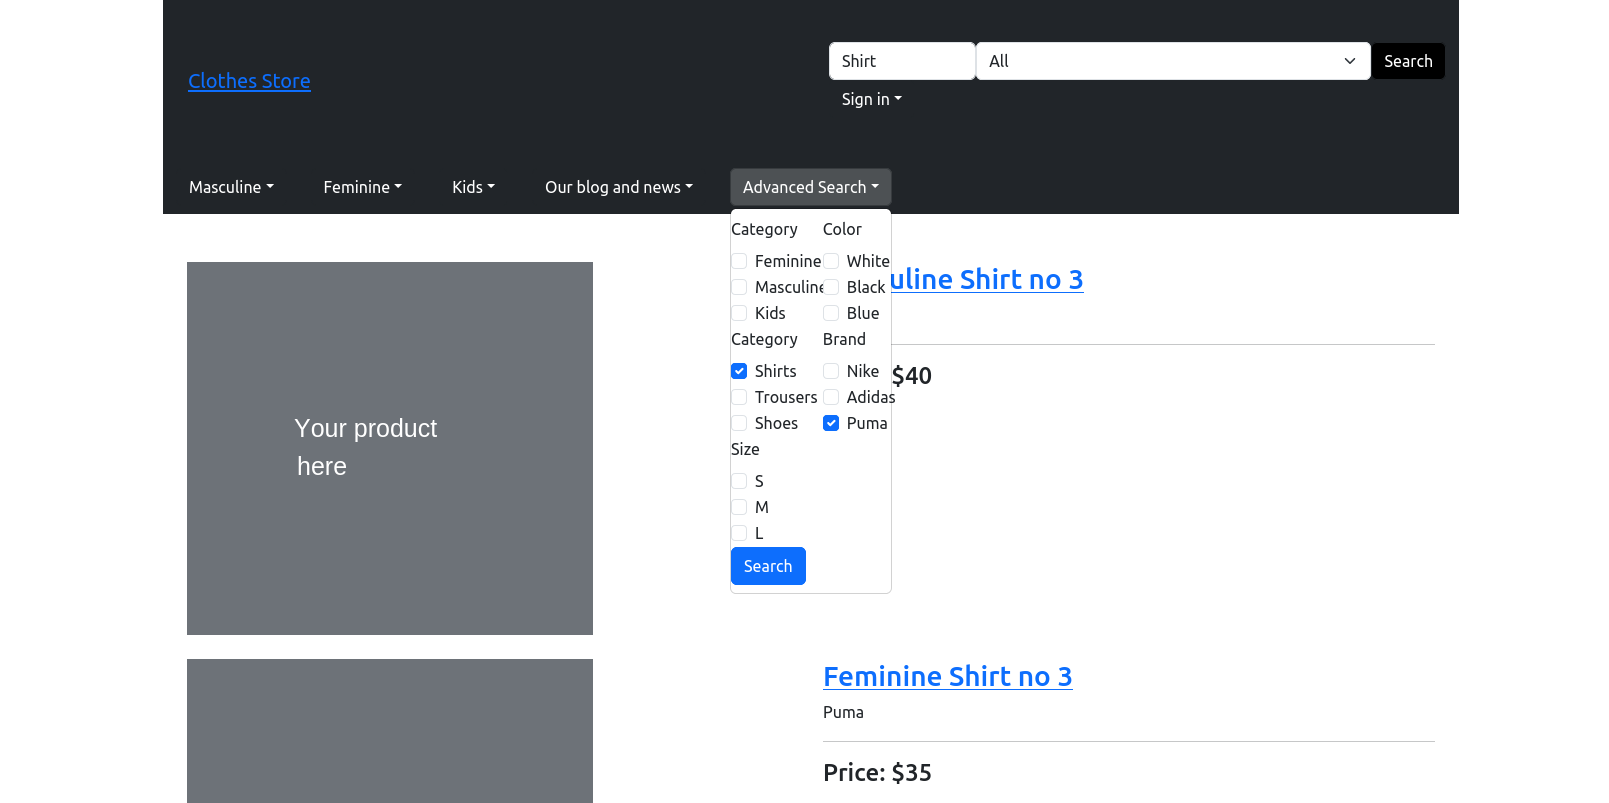 Clothes Store
Shirt
All
Search
Sign in
Masculine
Feminine
Kids
Our blog and news
Advanced Search
Category
Color
Feminine
White
Masculine
Black
Kids
Blue
Category
Brand
Shirts
Nike
Trousers
Adidas
Shoes
Puma
Size
S
M
L
Search
Your product
here
uline Shirt no 3
$40
Feminine Shirt no 3
Puma
Price: $35